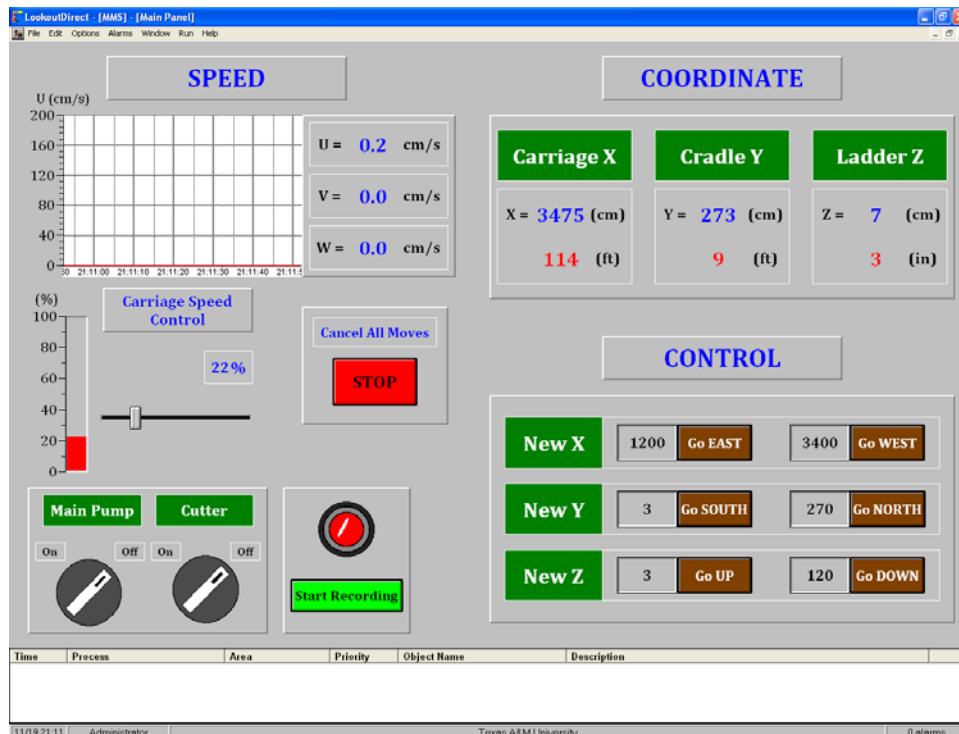 LookoutDirect - [MMS] - [Main Panel]
File Edit Options Alarms Window Run Help
SPEED
U (cm/s)
200
160
120
80
40
0
21:11:00 21:11:10 21:11:20 21:11:30 21:11:40
U = 0.2 cm/s
V = 0.0 cm/s
W = 0.0 cm/s
COORDINATE
Carriage X Cradle Y Ladder Z
X = 3475 (cm) Y = 273 (cm) Z = 7 (cm)
114 (ft) 9 (ft) 3 (in)
(%)
100
80
60
40
20
0
Carriage Speed
Control
22%
Cancel All Moves
STOP
CONTROL
New X 1200 Go EAST 3400 Go WEST
New Y 3 Go SOUTH 270 Go NORTH
New Z 3 Go UP 120 Go DOWN
Main Pump Cutter
On Off On Off
Start Recording
Time Process Area Priority Object Name Description
11/19 21:11 Administrator Texas A&M University 0 alarms